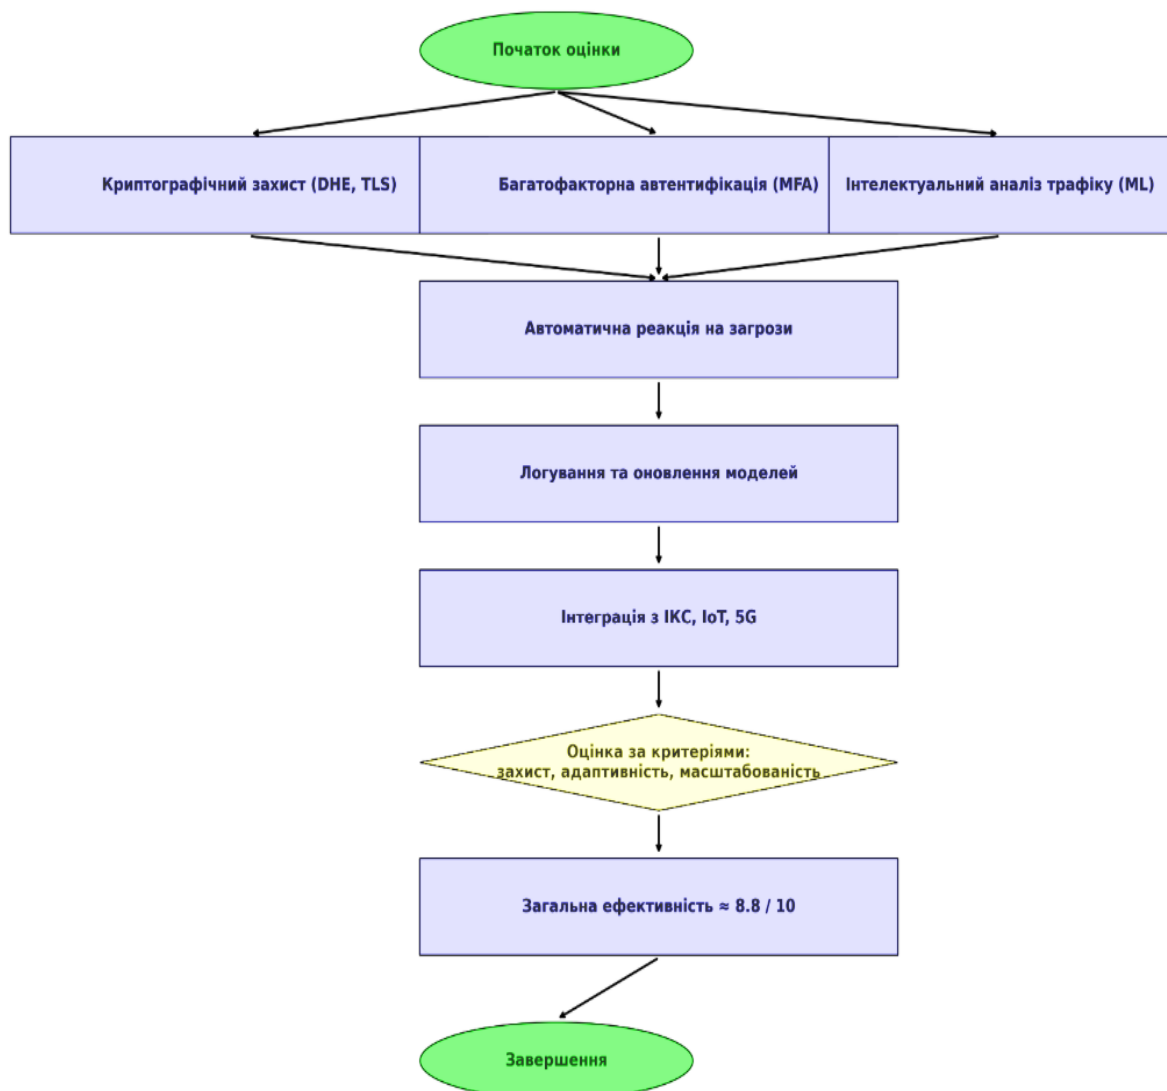 Початок оцінки
Криптографічний захист (DHE, TLS)
Багатофакторна автентифікація (MFA)
Інтелектуальний аналіз трафіку (ML)
Автоматична реакція на загрози
Логування та оновлення моделей
Інтеграція з ІКС, IoT, 5G
Оцінка за критеріями:
захист, адаптивність, масштабованість
Загальна ефективність ≈ 8.8 / 10
Завершення